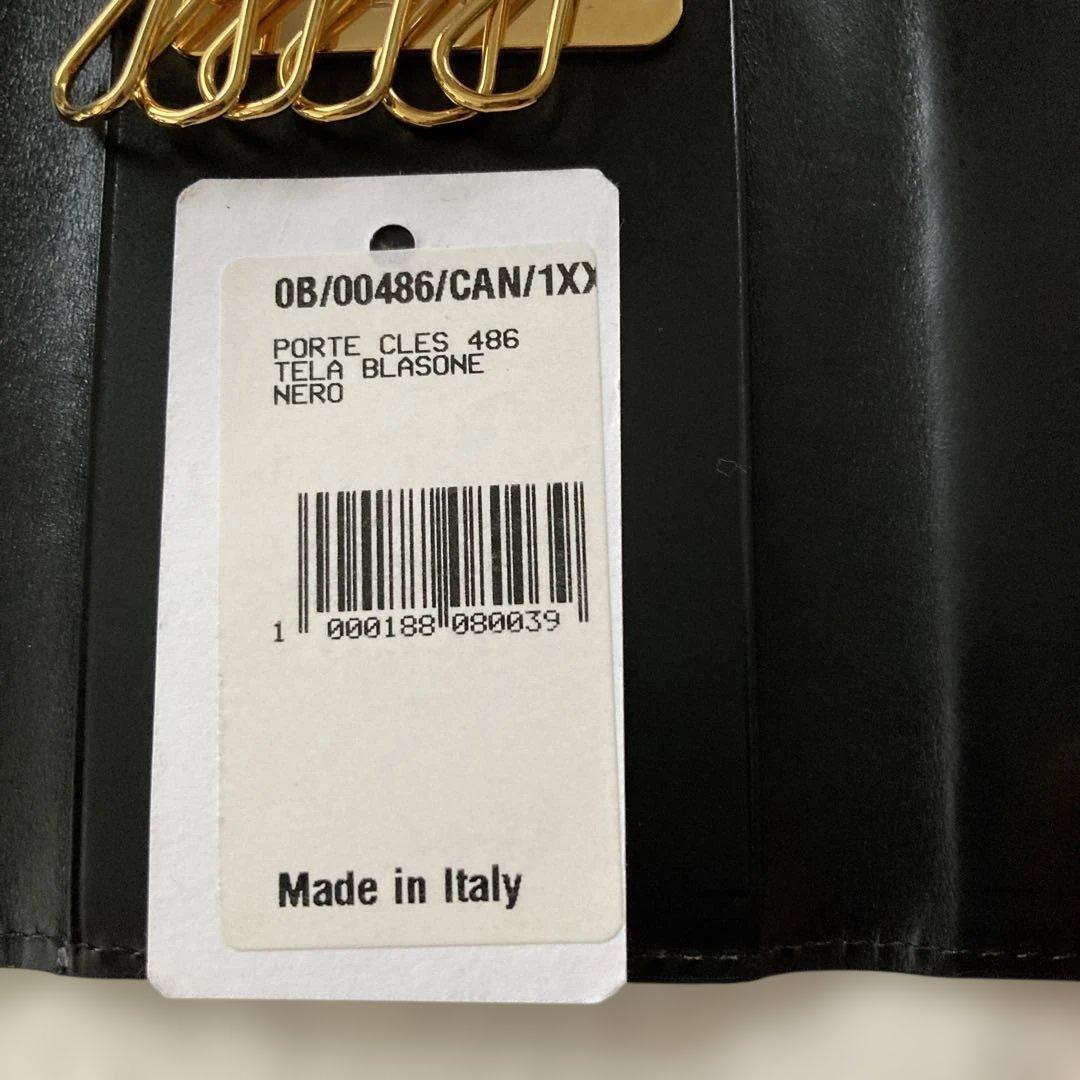 0B/00486/CAN/1XX
PORTE CLES 486
TELA BLASONE
NERO
1 000188 080039
Made in Italy